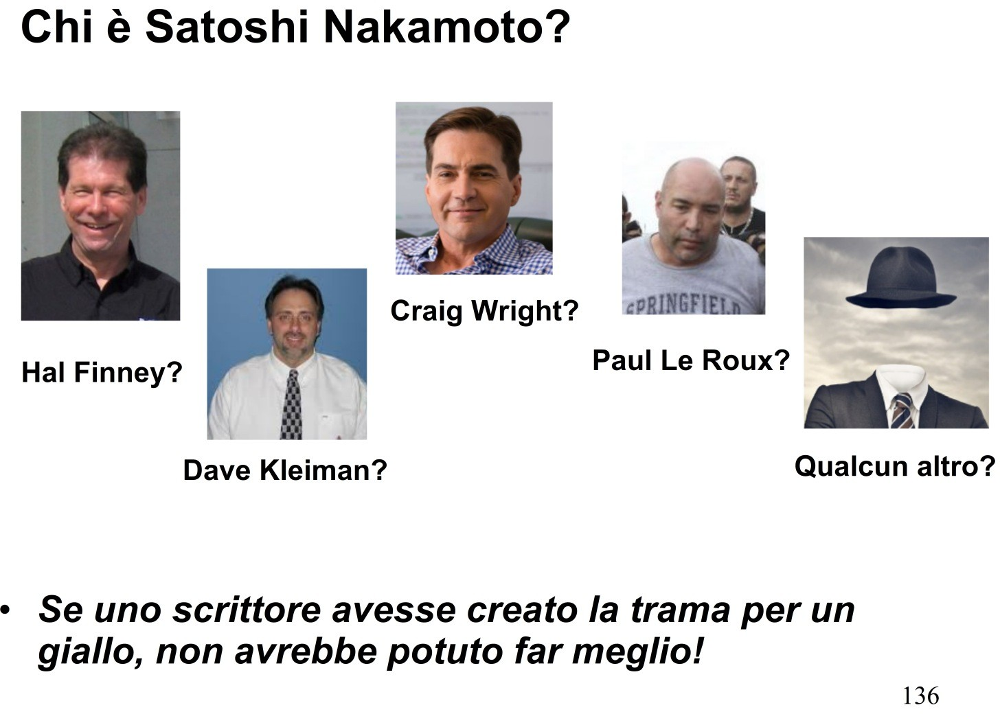 Chi è Satoshi Nakamoto?
SPRINGFIELD
Craig Wright?
Paul Le Roux?
Hal Finney?
Dave Kleiman?
Qualcun altro?
• Se uno scrittore avesse creato la trama per un
giallo, non avrebbe potuto far meglio!
136